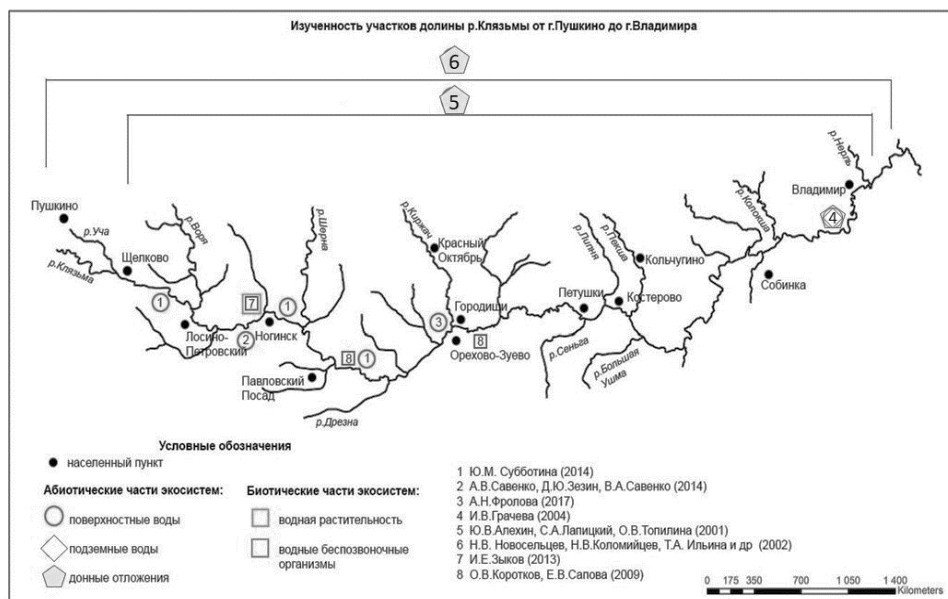 Изученность участков долины р.Клязьмы от г.Пушкино до г.Владимира
6
5
р.Нерль
Владимир
Пушкино
р.Уча
р.Воря
р.Шерна
р.Киржач
р.Колокша
4
Красный
Октябрь
р.Липня
р.Пекша
Кольчугино
Щелково
р.Клязьма
Собинка
1
7
1
Городищи
Петушки
Костерово
3
Лосино-
Петровский
Ногинск
2
Орехово-Зуево
8
р.Сеньга
8
1
Павловский
Посад
р.Большая
Ушма
р.Дрезна
Условные обозначения
населенный пункт
Абиотические части экосистем:
поверхностные воды
подземные воды
донные отложения
Биотические части экосистем:
водная растительность
водные беспозвоночные
организмы
1 Ю.М. Субботина (2014)
2 А.В.Савенко, Д.Ю.Зезин, В.А.Савенко (2014)
3 А.Н.Фролова (2017)
4 И.В.Грачева (2004)
5 Ю.В.Алехин, С.А.Лапицкий, О.В.Топилина (2001)
6 Н.В. Новосельцев, Н.В.Коломийцев, Т.А. Ильина и др (2002)
7 И.Е.Зыков (2013)
8 О.В.Коротков, Е.В.Сапова (2009)
0 175 350 700 1 050 1 400
Kilometers